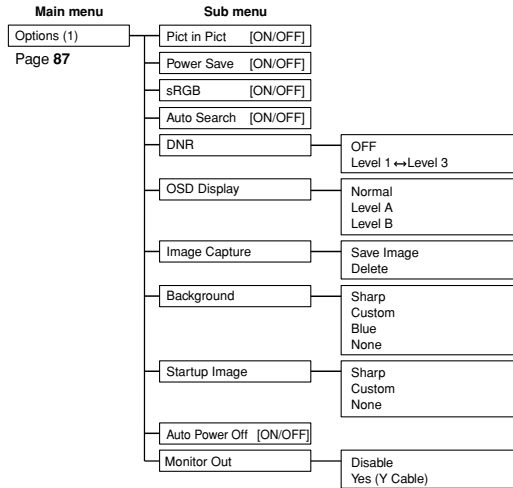 Main menu
Sub menu
Options (1)
Page 87
Pict in Pict [ON/OFF]
Power Save [ON/OFF]
sRGB [ON/OFF]
Auto Search [ON/OFF]
DNR
OFF
Level 1 ↔ Level 3
OSD Display
Normal
Level A
Level B
Image Capture
Save Image
Delete
Background
Sharp
Custom
Blue
None
Startup Image
Sharp
Custom
None
Auto Power Off [ON/OFF]
Monitor Out
Disable
Yes (Y Cable)